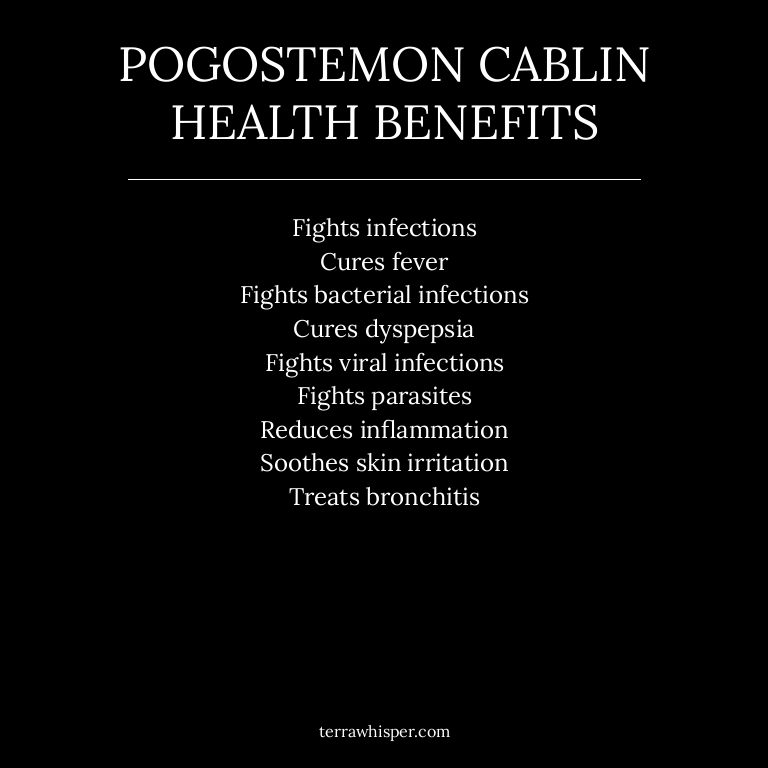 POGOSTEMON CABLIN
HEALTH BENEFITS
Fights infections
Cures fever
Fights bacterial infections
Cures dyspepsia
Fights viral infections
Fights parasites
Reduces inflammation
Soothes skin irritation
Treats bronchitis
terrawhisper.com